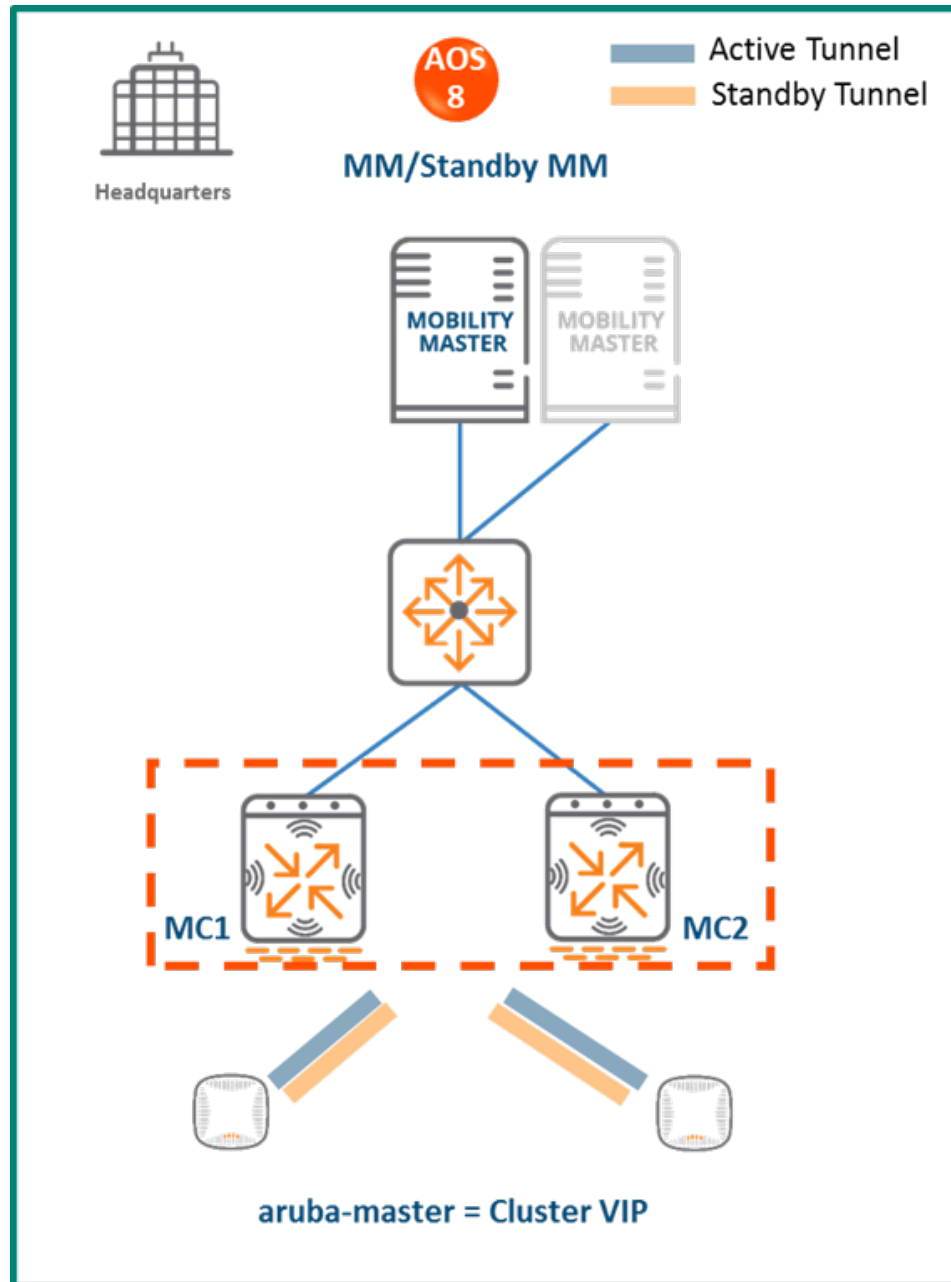 AOS
8
Active Tunnel
Standby Tunnel
Headquarters
MM/Standby MM
MOBILITY
MASTER
MOBILITY
MASTER
MC1
MC2
aruba-master = Cluster VIP